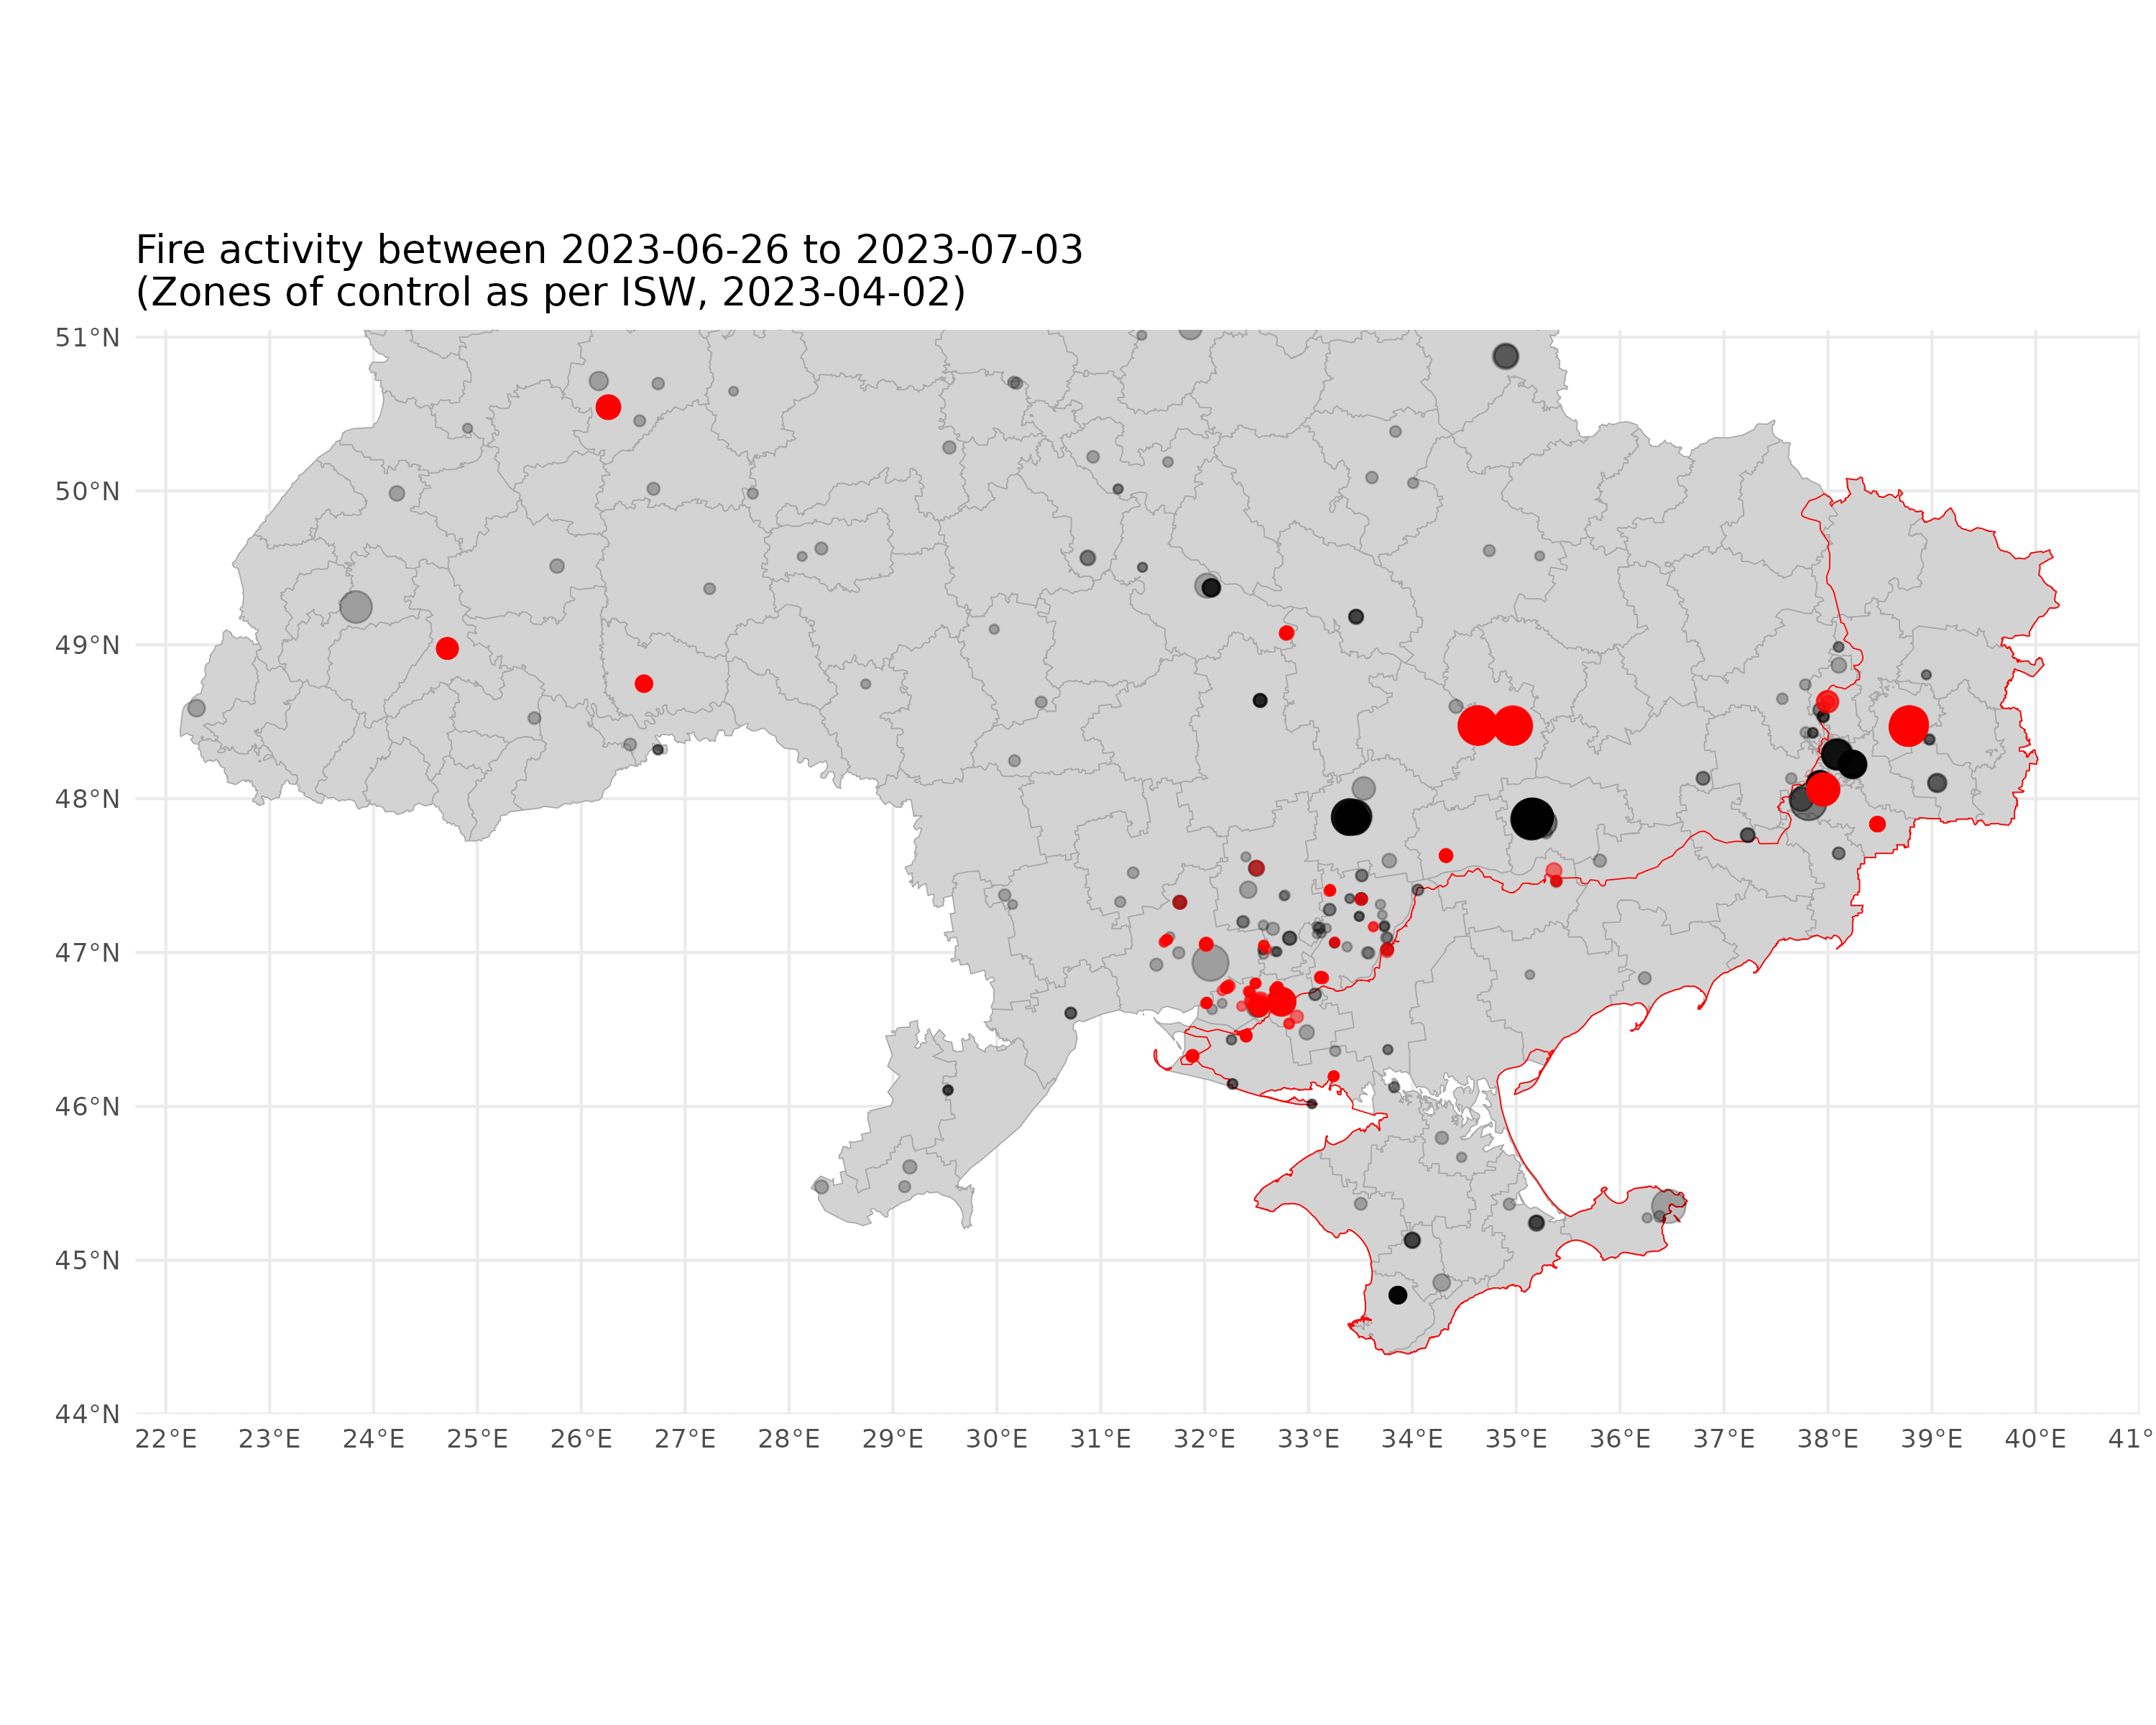 Fire activity between 2023-06-26 to 2023-07-03
(Zones of control as per ISW, 2023-04-02)
51°N
50°N
49°N
48°N
47°N
46°N
45°N
44°N
22°E 23°E 24°E 25°E 26°E 27°E 28°E 29°E 30°E 31°E 32°E 33°E 34°E 35°E 36°E 37°E 38°E 39°E 40°E 41°